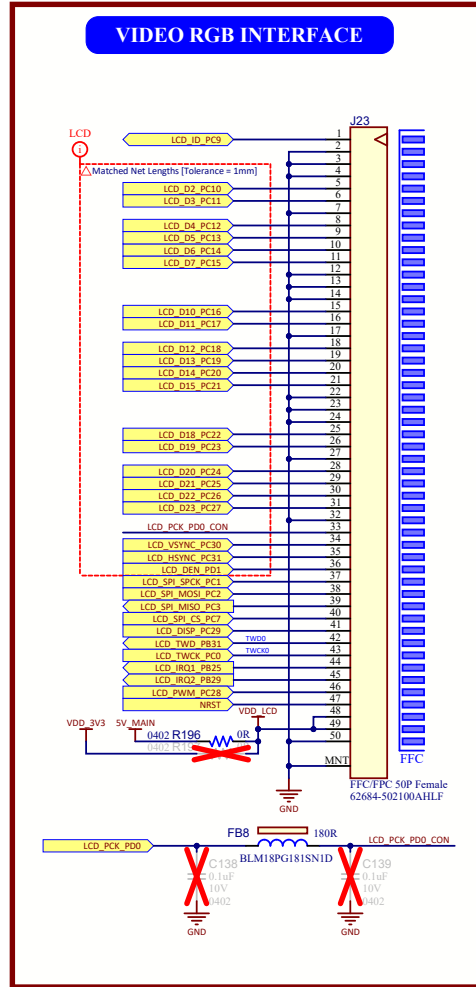 VIDEO RGB INTERFACE
J23
LCD
i
Matched Net Lengths [Tolerance = 1mm]
LCD_ID_PC9 1
2
3
4
LCD_D2_PC10 5
LCD_D3_PC11 6
7
LCD_D4_PC12 8
LCD_D5_PC13 9
LCD_D6_PC14 10
LCD_D7_PC15 11
12
13
14
LCD_D10_PC16 15
LCD_D11_PC17 16
17
LCD_D12_PC18 18
LCD_D13_PC19 19
LCD_D14_PC20 20
LCD_D15_PC21 21
22
23
24
LCD_D18_PC22 25
LCD_D19_PC23 26
27
LCD_D20_PC24 28
LCD_D21_PC25 29
LCD_D22_PC26 30
LCD_D23_PC27 31
32
LCD_PCK_PD0_CON 33
LCD_VSYNC_PC30 34
LCD_HSYNC_PC31 35
LCD_DEN_PD1 36
LCD_SPI_SPCK_PC1 37
LCD_SPI_MOSI_PC2 38
LCD_SPI_MISO_PC3 39
LCD_SPI_CS_PC7 40
LCD_DISP_PC29 41
LCD_TWD_PB31 TWD0 42
LCD_TWCK_PC0 TWCK0 43
LCD_IRQ1_PB25 44
LCD_IRQ2_PB29 45
LCD_PWM_PC28 46
NRST 47
48
49
50
MNT
VDD_3V3 5V_MAIN VDD_LCD
0402 R196 0R
0402
FFC
FFC/FPC 50P Female
62684-502100AHLF
GND
FB8 180R
LCD_PCK_PD0 BLM18PG181SN1D LCD_PCK_PD0_CON
C138 C139
0.1uF 0.1uF
10V 10V
0402 0402
GND GND